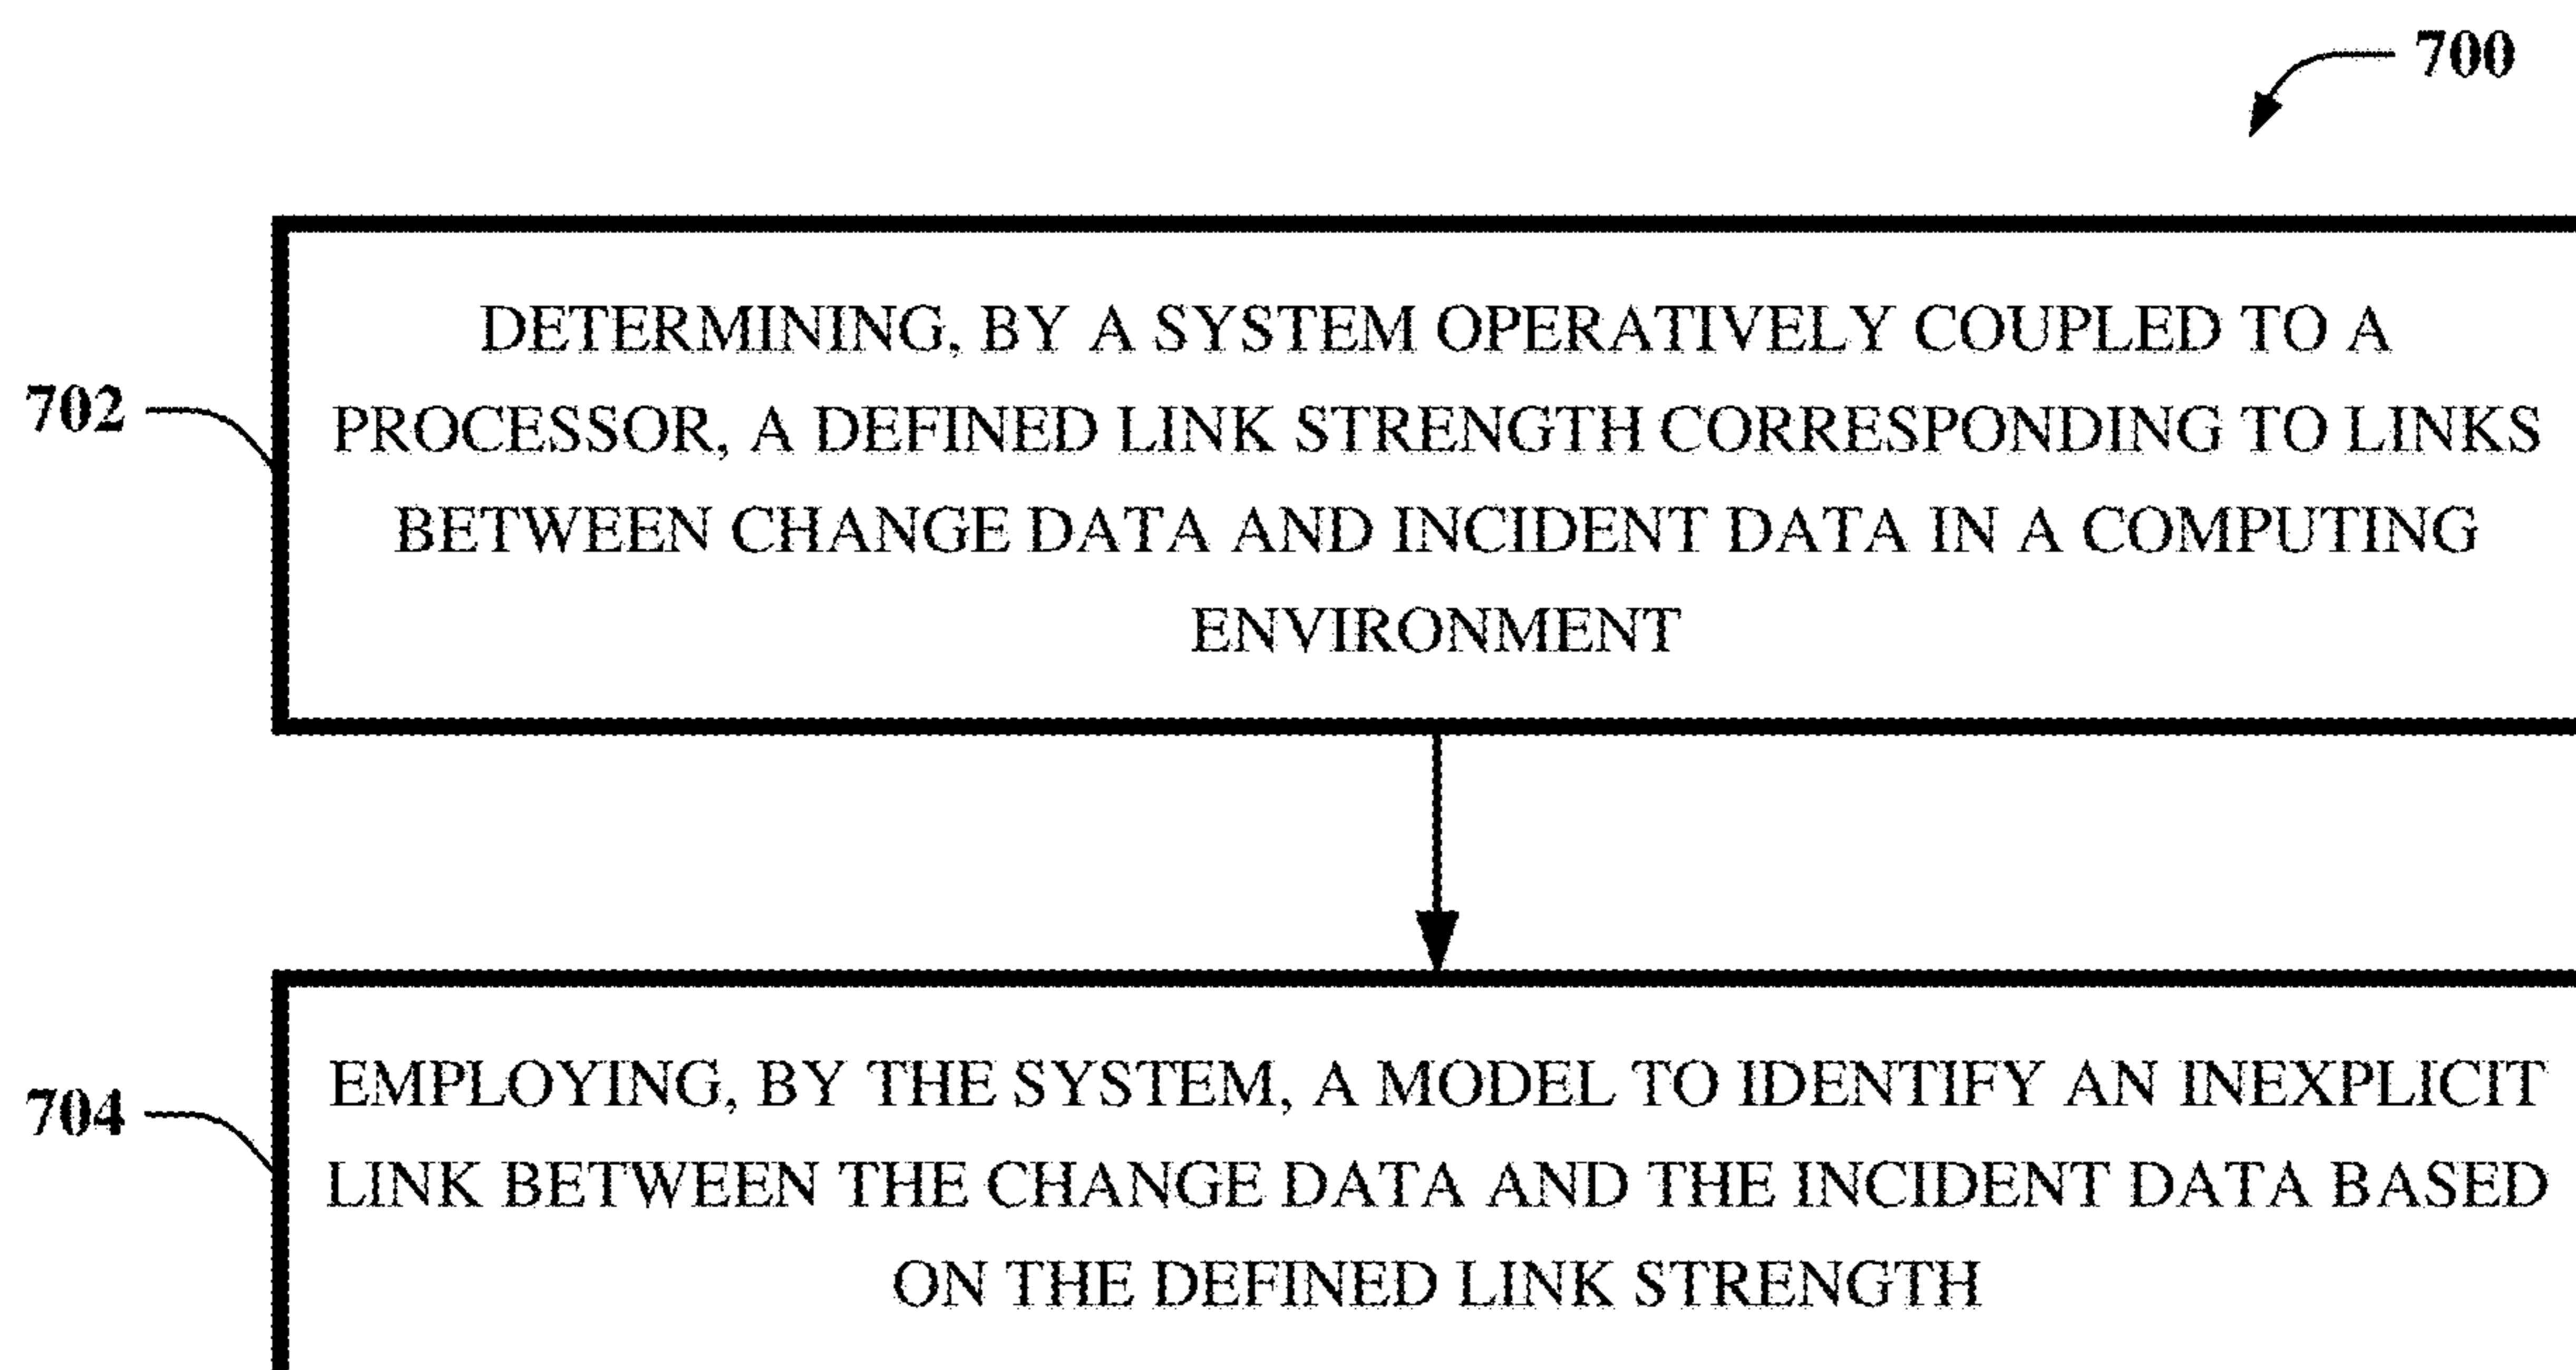 700
DETERMINING, BY A SYSTEM OPERATIVELY COUPLED TO A
702
PROCESSOR, A DEFINED LINK STRENGTH CORRESPONDING TO LINKS
BETWEEN CHANGE DATA AND INCIDENT DATA IN A COMPUTING
ENVIRONMENT
704
EMPLOYING, BY THE SYSTEM, A MODEL TO IDENTIFY AN INEXPLICIT
LINK BETWEEN THE CHANGE DATA AND THE INCIDENT DATA BASED
ON THE DEFINED LINK STRENGTH